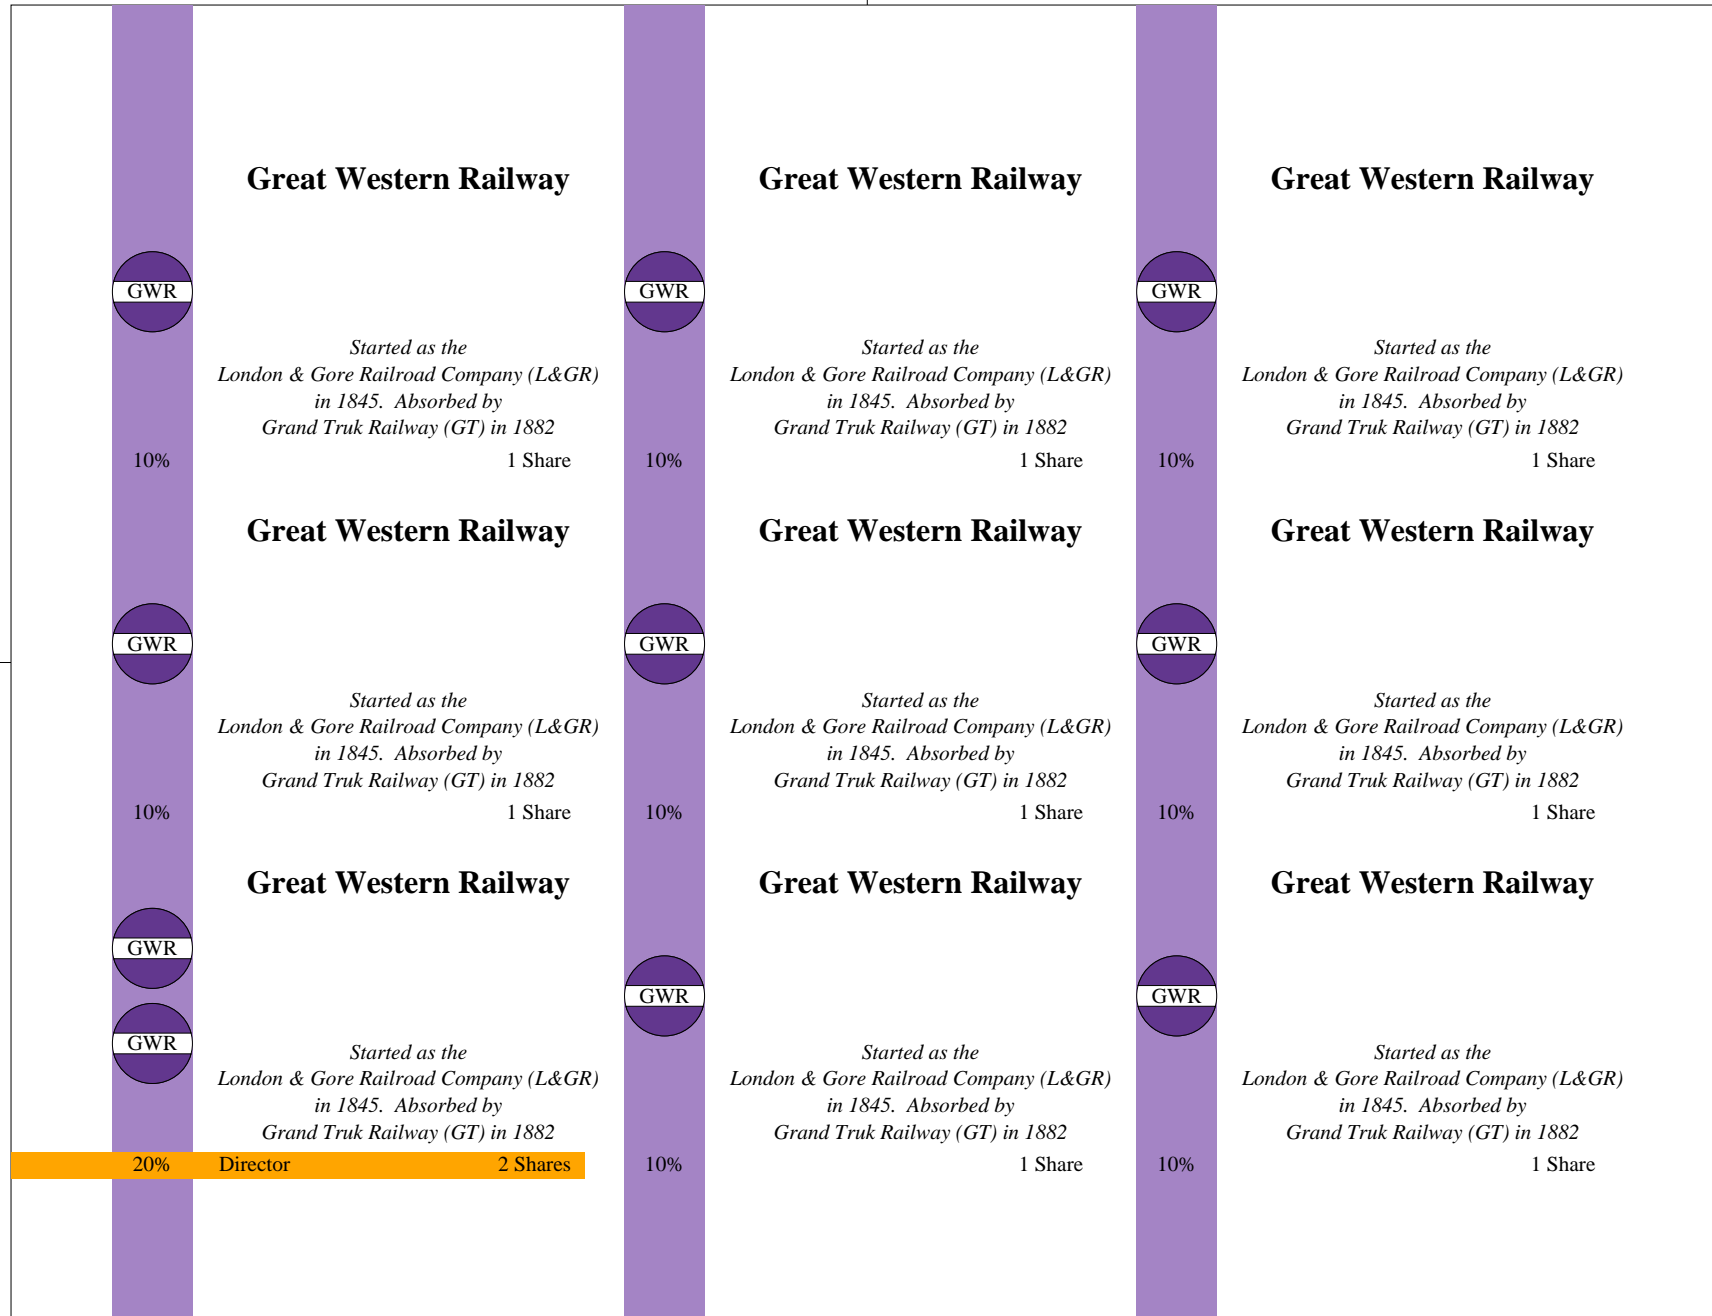 Great Western Railway
GWR
Started as the
London & Gore Railroad Company (L&GR)
in 1845.  Absorbed by
Grand Truk Railway (GT) in 1882
10%
1 Share
Great Western Railway
GWR
Started as the
London & Gore Railroad Company (L&GR)
in 1845.  Absorbed by
Grand Truk Railway (GT) in 1882
10%
1 Share
Great Western Railway
GWR
Started as the
London & Gore Railroad Company (L&GR)
in 1845.  Absorbed by
Grand Truk Railway (GT) in 1882
10%
1 Share
Great Western Railway
GWR
Started as the
London & Gore Railroad Company (L&GR)
in 1845.  Absorbed by
Grand Truk Railway (GT) in 1882
10%
1 Share
Great Western Railway
GWR
Started as the
London & Gore Railroad Company (L&GR)
in 1845.  Absorbed by
Grand Truk Railway (GT) in 1882
10%
1 Share
Great Western Railway
GWR
Started as the
London & Gore Railroad Company (L&GR)
in 1845.  Absorbed by
Grand Truk Railway (GT) in 1882
10%
1 Share
Great Western Railway
GWR
GWR
Started as the
London & Gore Railroad Company (L&GR)
in 1845.  Absorbed by
Grand Truk Railway (GT) in 1882
20% Director 2 Shares
Great Western Railway
GWR
Started as the
London & Gore Railroad Company (L&GR)
in 1845.  Absorbed by
Grand Truk Railway (GT) in 1882
10%
1 Share
Great Western Railway
GWR
Started as the
London & Gore Railroad Company (L&GR)
in 1845.  Absorbed by
Grand Truk Railway (GT) in 1882
10%
1 Share